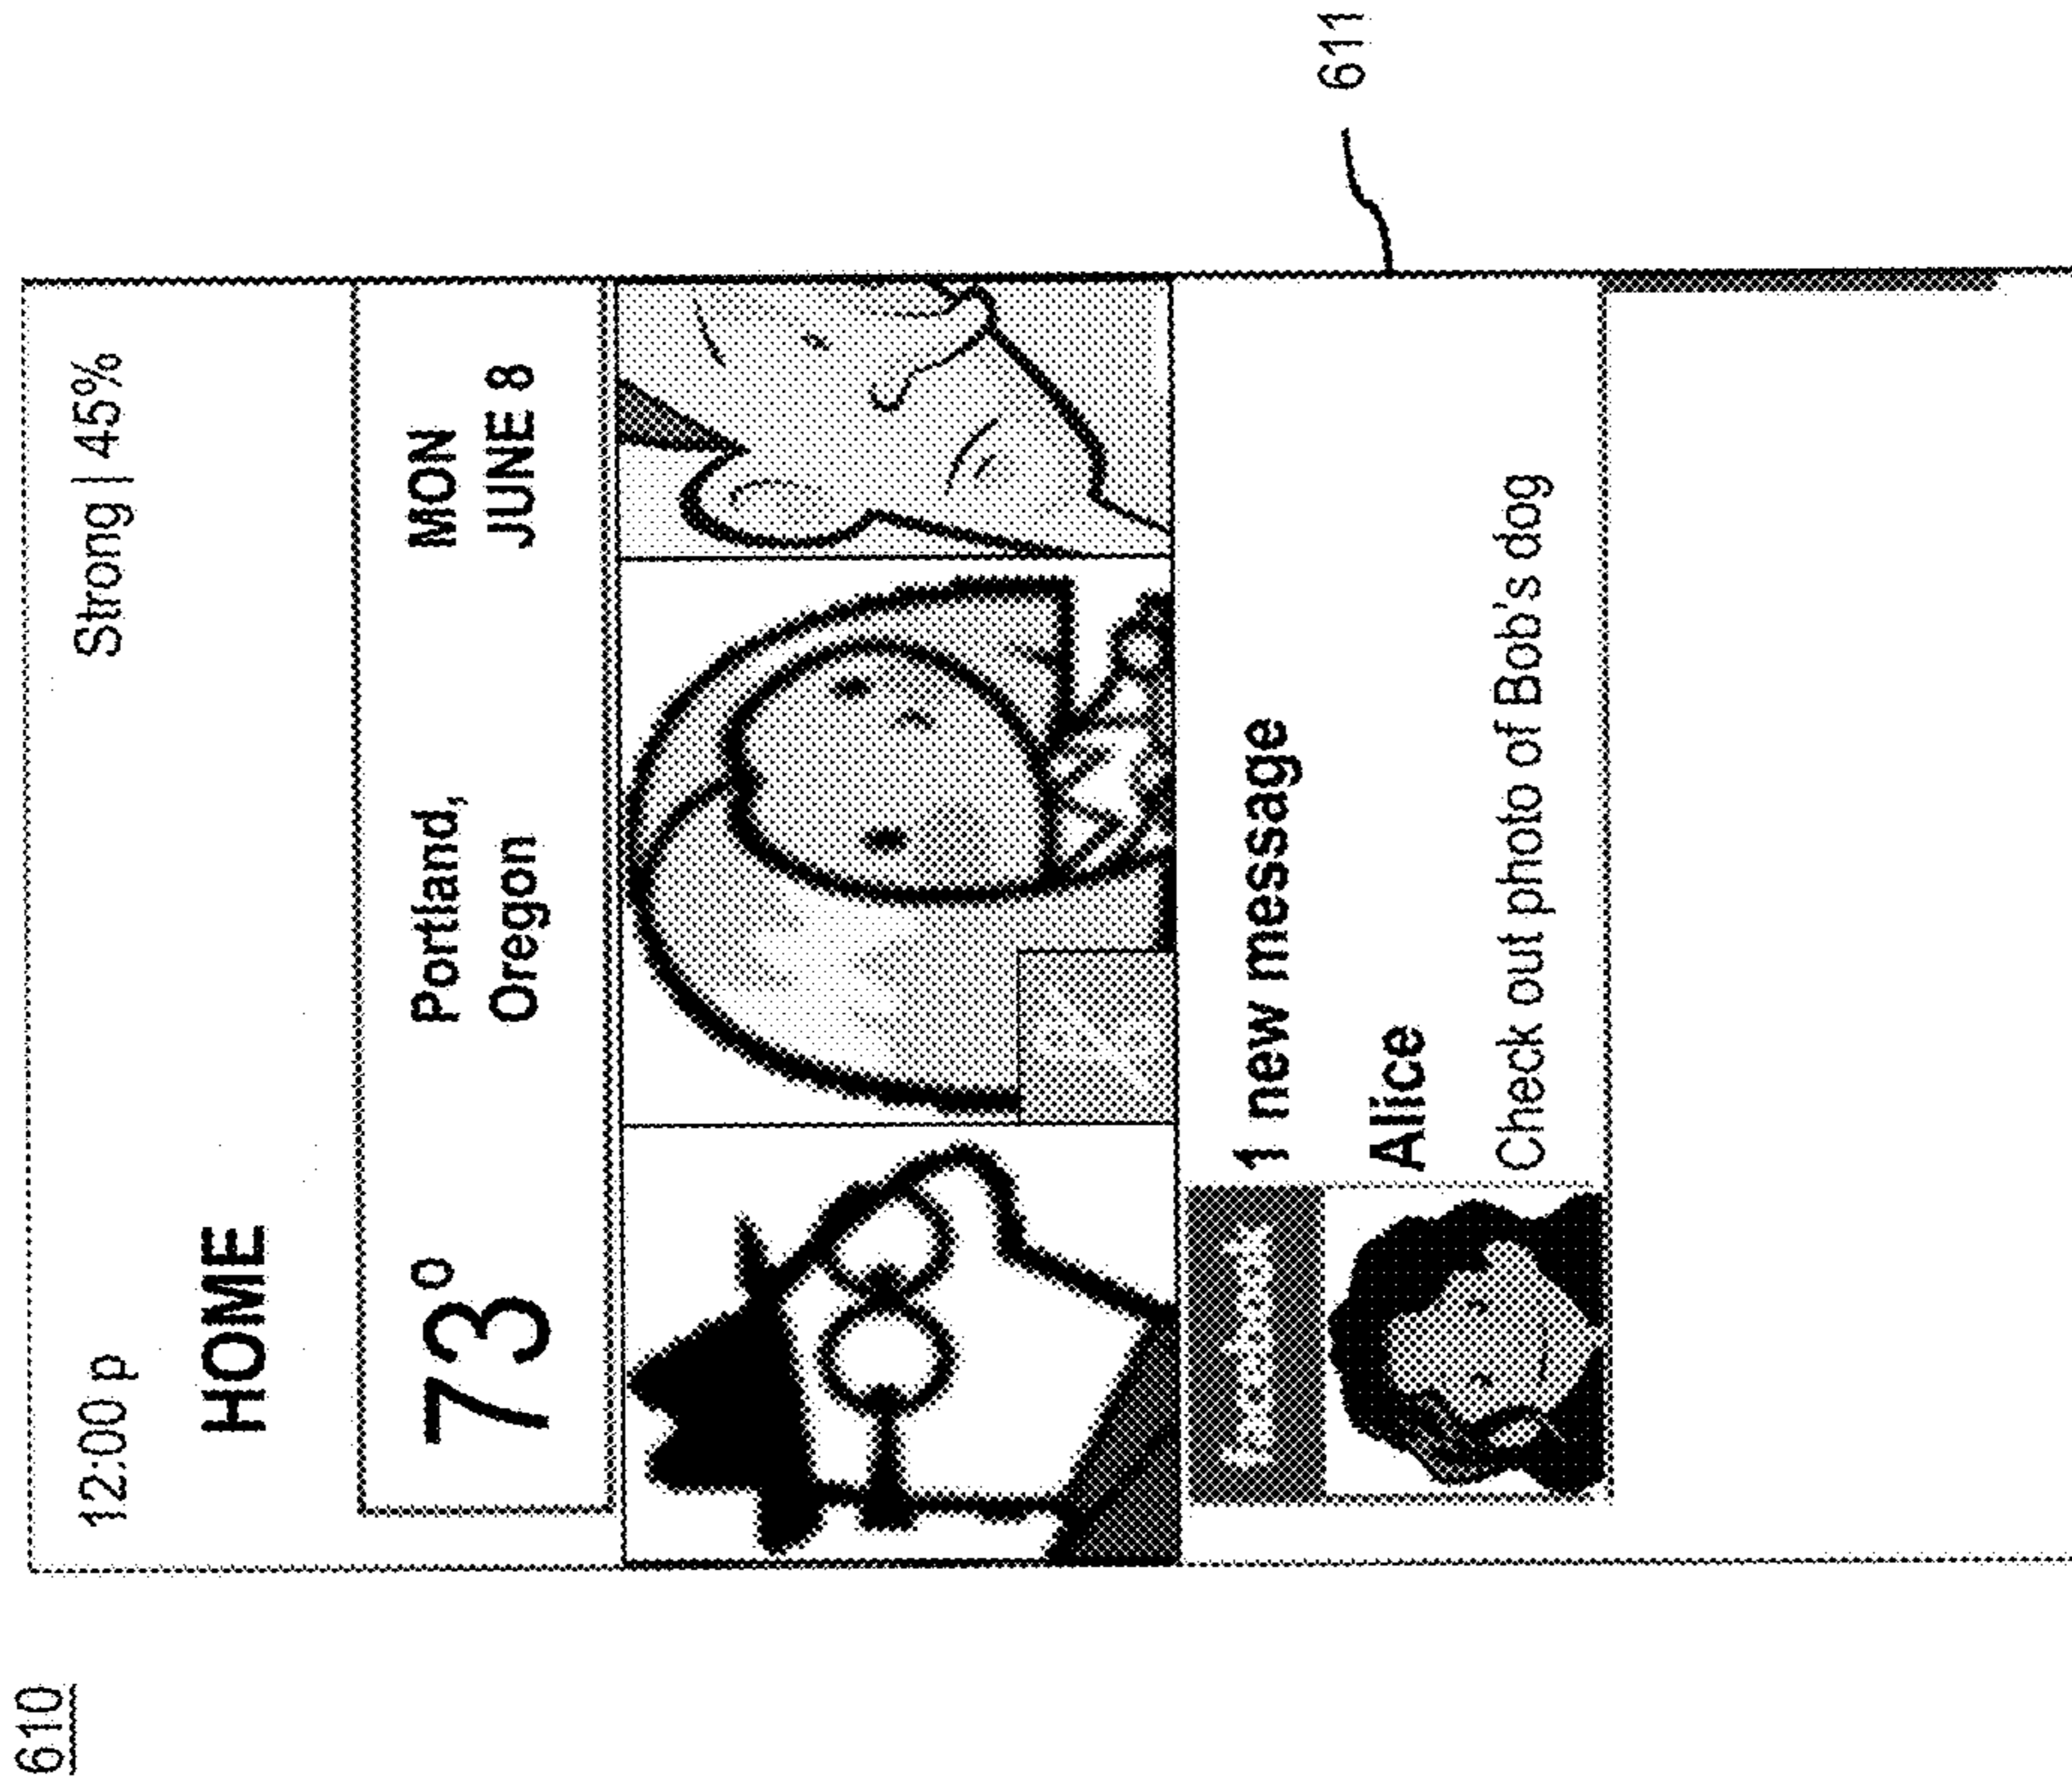 610
12:00 p Strong | 45%
HOME
73° Portland, Oregon MON JUNE 8
facebook 1 new message
Alice
Check out photo of Bob's dog
611